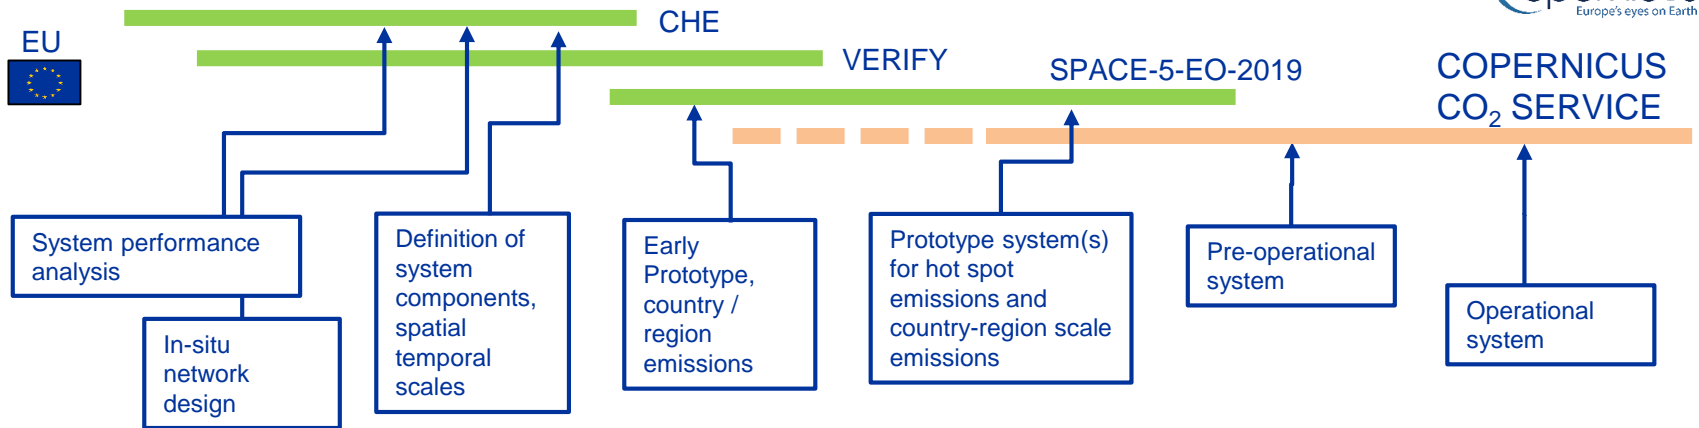 CHE
Europe's eyes on Earth
EU
VERIFY
SPACE-5-EO-2019
COPERNICUS
CO₂ SERVICE
System performance
analysis
In-situ
network
design
Definition of
system
components,
spatial
temporal
scales
Early
Prototype,
country /
region
emissions
Prototype system(s)
for hot spot
emissions and
country-region scale
emissions
Pre-operational
system
Operational
system